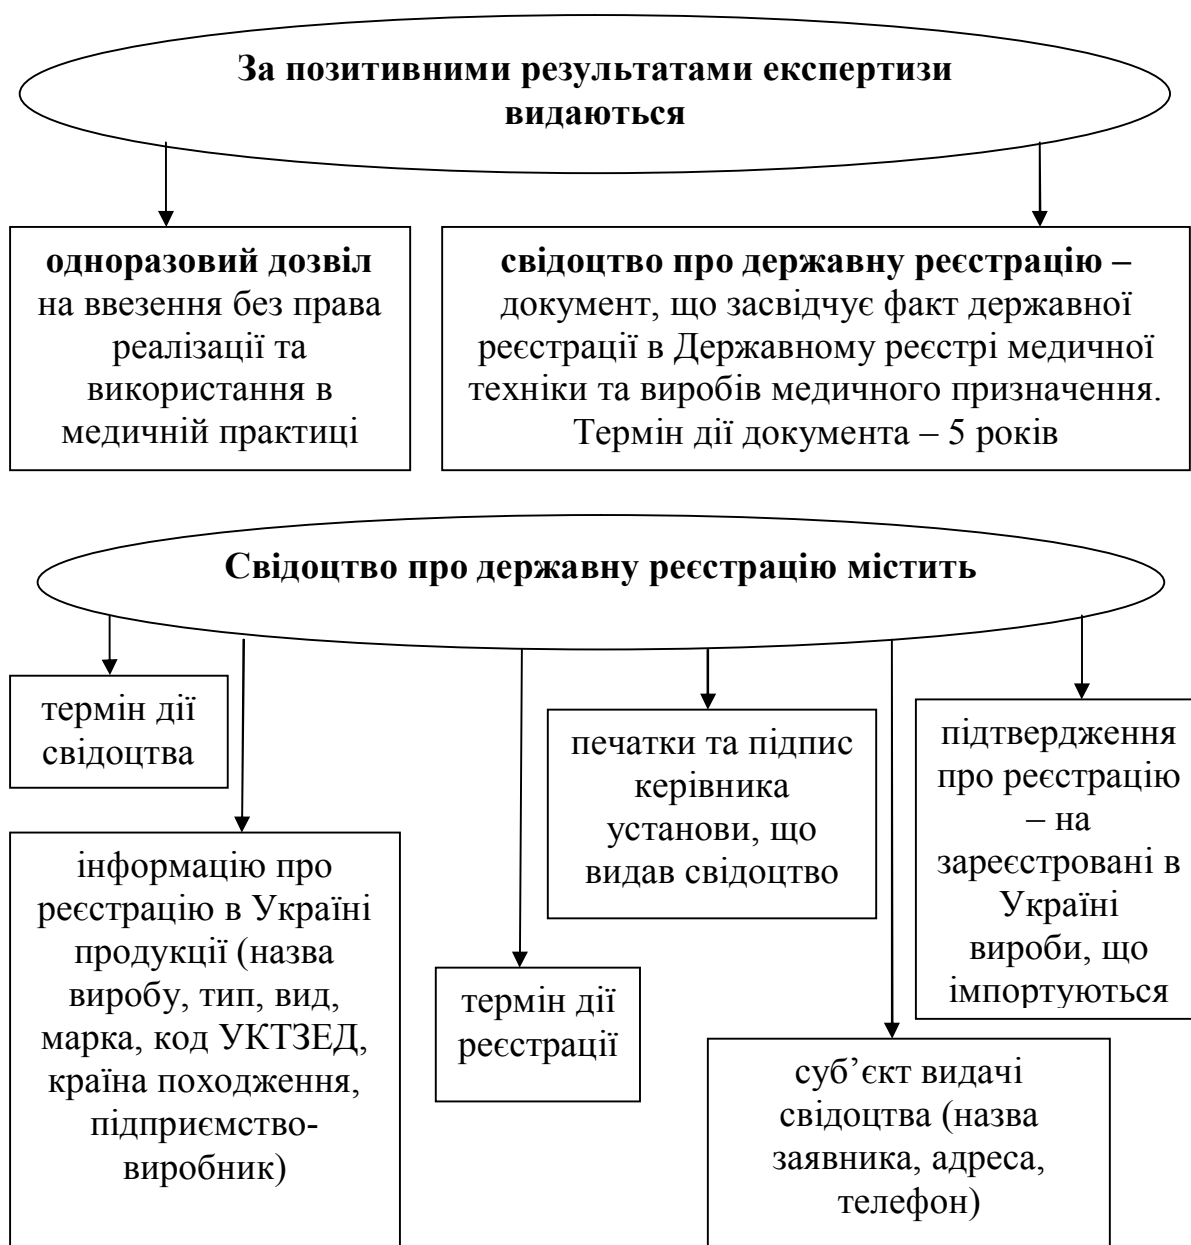 За позитивними результатами експертизи
видаються
одноразовий дозвіл
на ввезення без права
реалізації та
використання в
медичній практиці
свідоцтво про державну реєстрацію –
документ, що засвідчує факт державної
реєстрації в Державному реєстрі медичної
техніки та виробів медичного призначення.
Термін дії документа – 5 років
Свідоцтво про державну реєстрацію містить
термін дії
свідоцтва
інформацію про
реєстрацію в Україні
продукції (назва
виробу, тип, вид,
марка, код УКТЗЕД,
країна походження,
підприємство-
виробник)
термін дії
реєстрації
печатки та підпис
керівника
установи, що
видав свідоцтво
суб’єкт видачі
свідоцтва (назва
заявника, адреса,
телефон)
підтвердження
про реєстрацію
– на
зареєстровані в
Україні
вироби, що
імпортуються